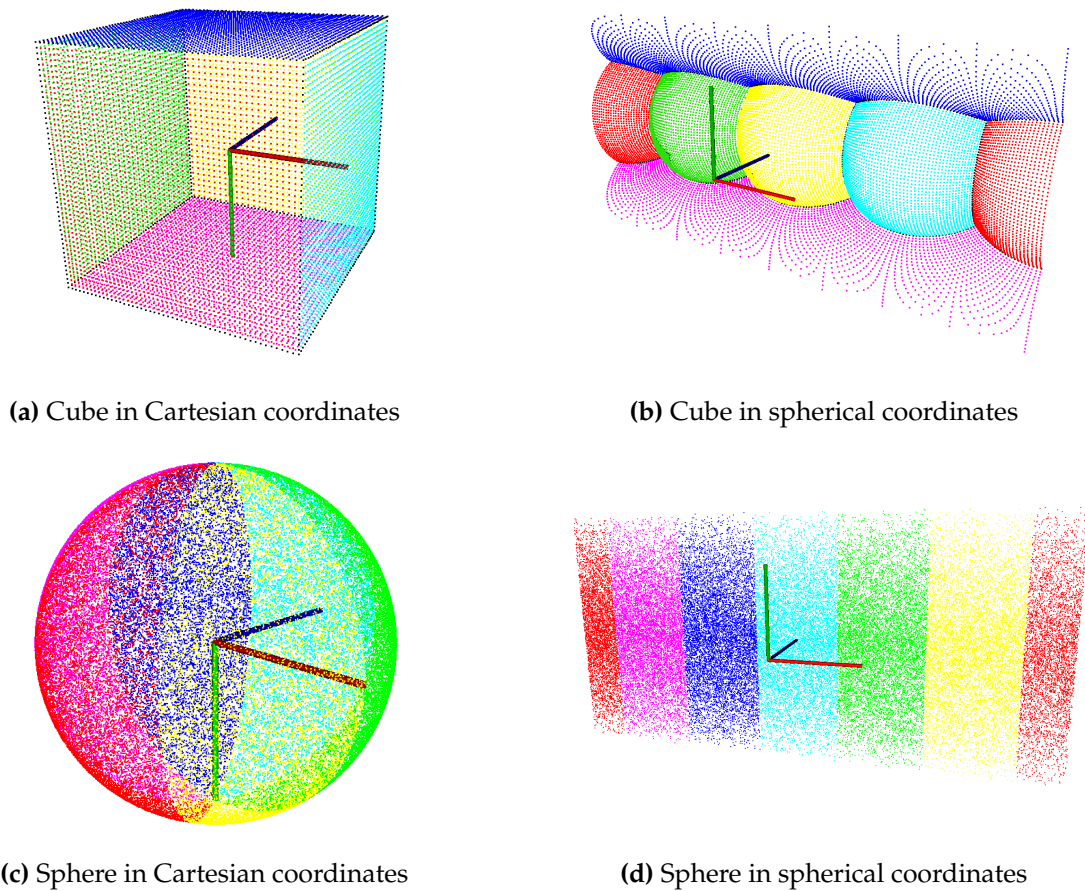 (a) Cube in Cartesian coordinates
(b) Cube in spherical coordinates
(c) Sphere in Cartesian coordinates
(d) Sphere in spherical coordinates